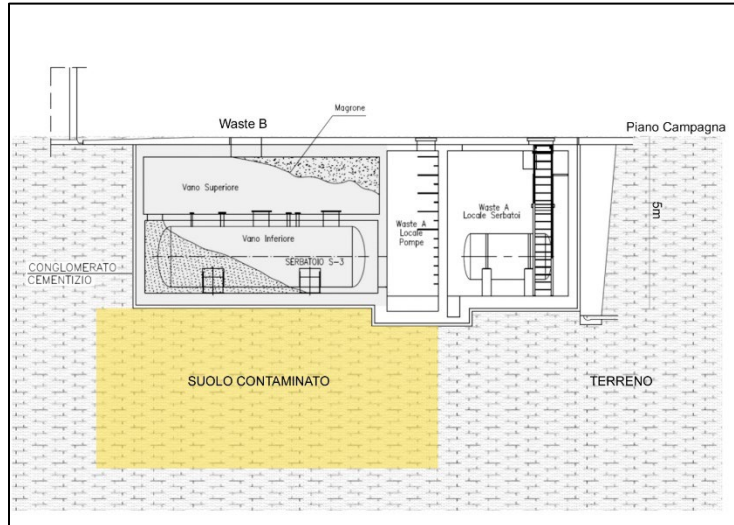 Magrone
Waste B
Piano Campagna
Vano Superiore
Waste A
Locale
Pompe
Waste A
Locale Serbatoi
5m
Vano Inferiore
SERBATOIO S-3
CONGLOMERATO
CEMENTIZIO
SUOLO CONTAMINATO
TERRENO